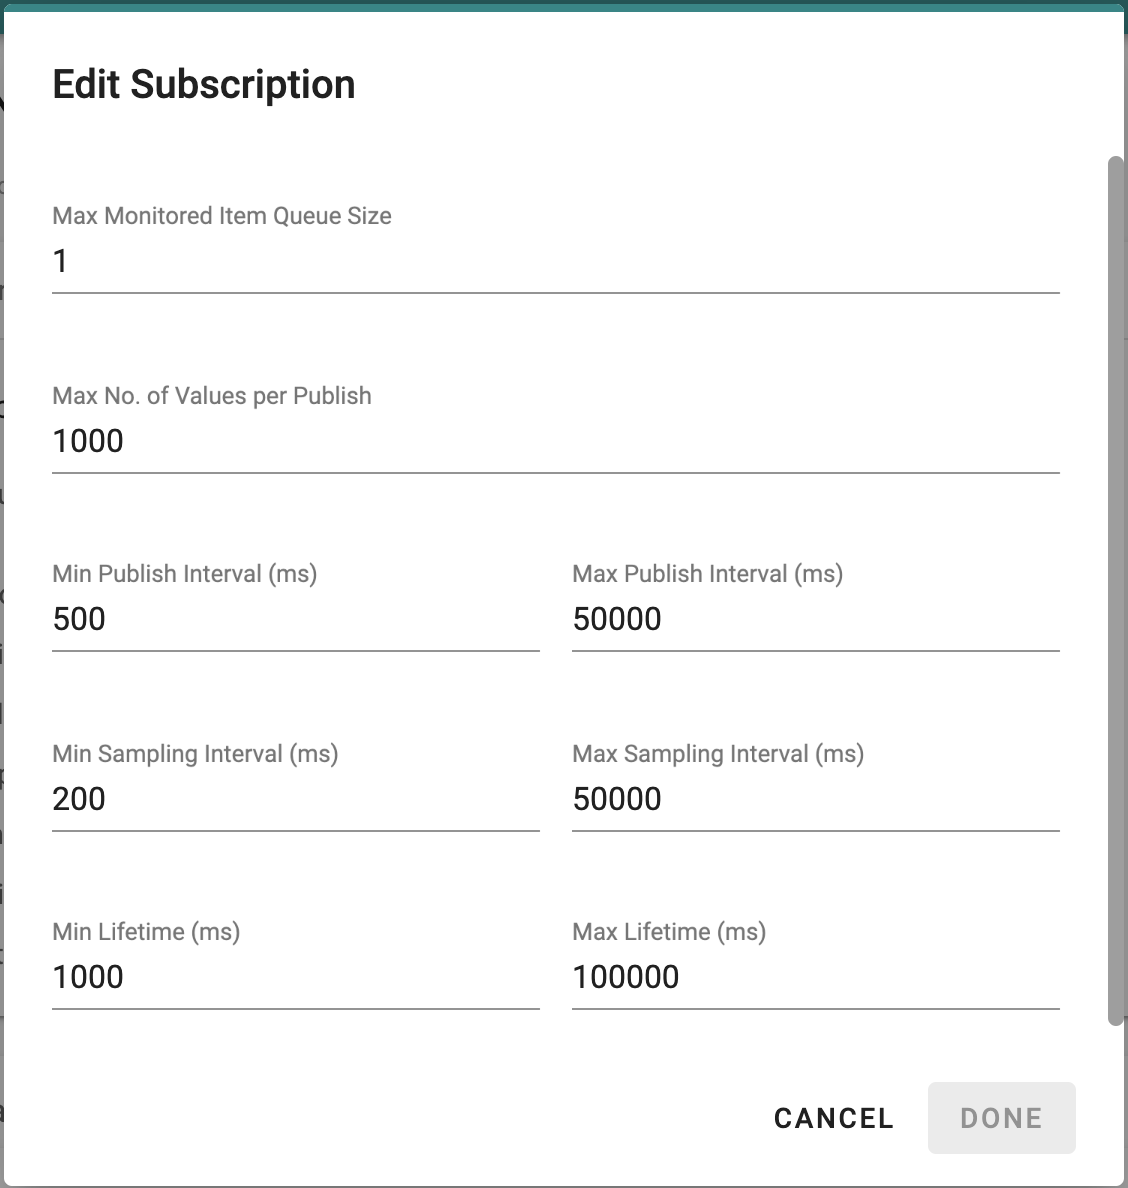 Edit Subscription
Max Monitored Item Queue Size
1
Max No. of Values per Publish
1000
Min Publish Interval (ms)
Max Publish Interval (ms)
500
50000
Min Sampling Interval (ms)
Max Sampling Interval (ms)
200
50000
Min Lifetime (ms)
Max Lifetime (ms)
1000
100000
CANCEL
DONE